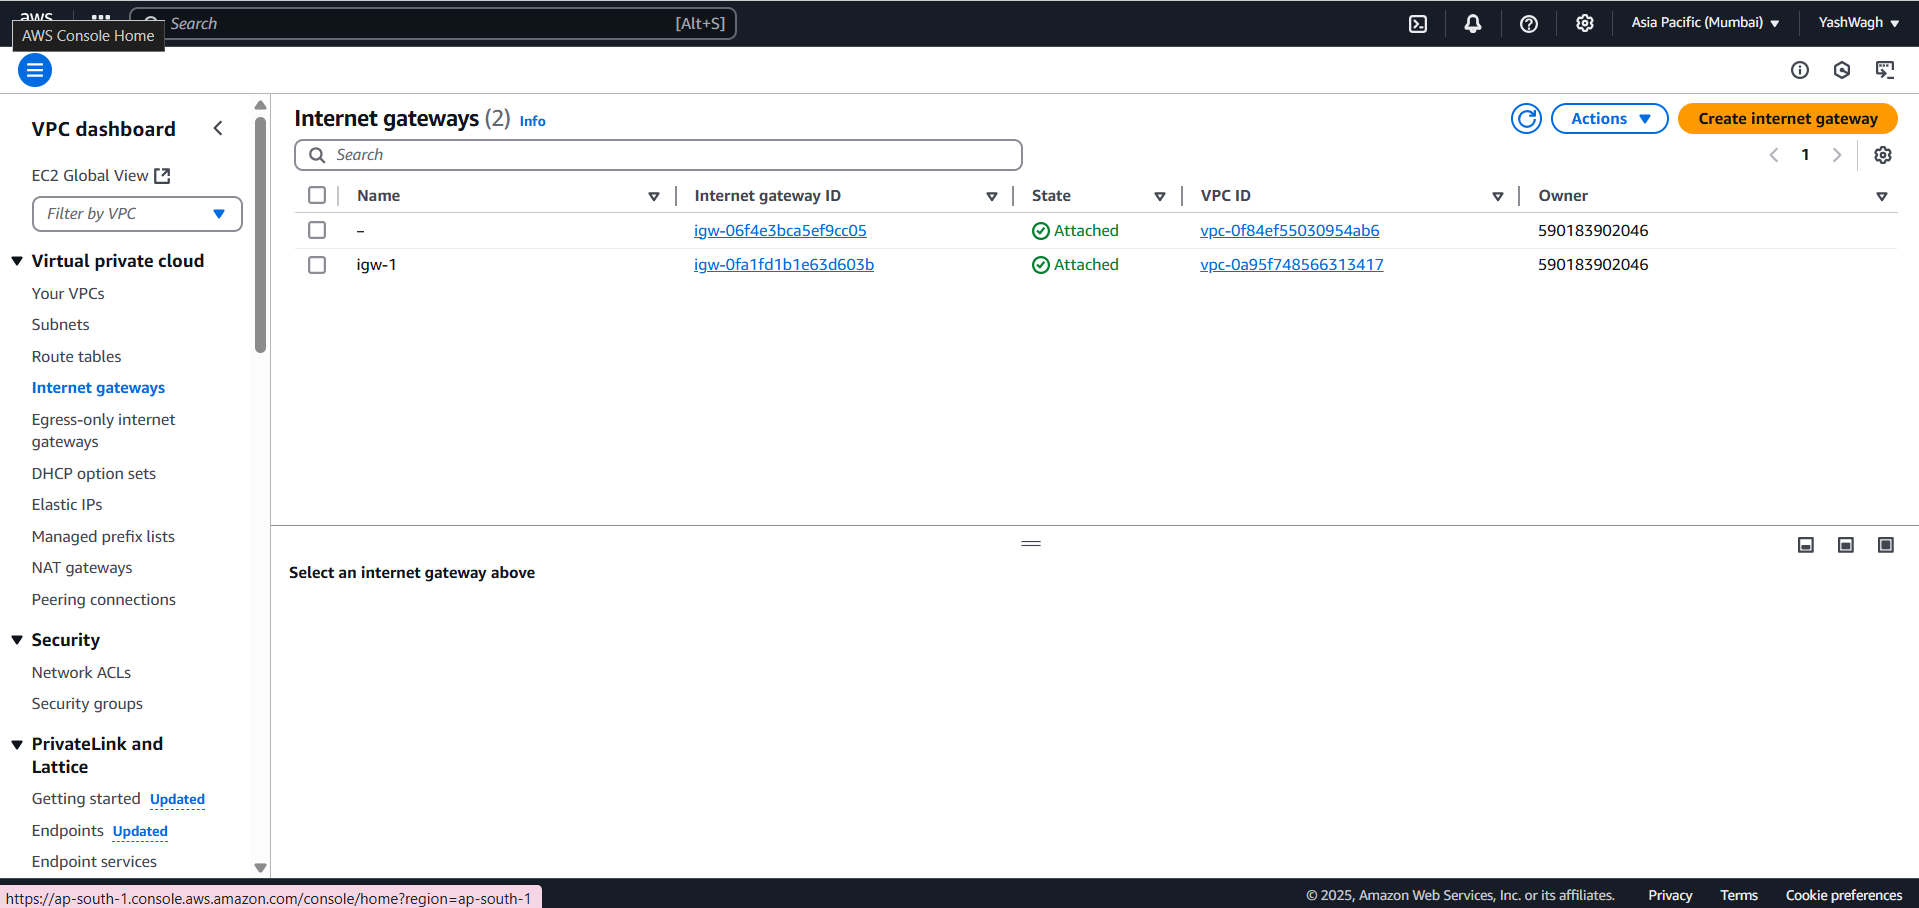 aws
Search
[Alt+S]
Asia Pacific (Mumbai)
YashWagh
AWS Console Home
VPC dashboard
EC2 Global View
Filter by VPC
Virtual private cloud
Your VPCs
Subnets
Route tables
Internet gateways
Egress-only internet
gateways
DHCP option sets
Elastic IPs
Managed prefix lists
NAT gateways
Peering connections
Security
Network ACLs
Security groups
PrivateLink and
Lattice
Getting started Updated
Endpoints Updated
Endpoint services
Internet gateways (2) Info
Actions
Create internet gateway
Search
1
Name Internet gateway ID State VPC ID Owner
– igw-06f4e3bca5ef9cc05 Attached vpc-0f84ef55030954ab6 590183902046
igw-1 igw-0fa1fd1b1e63d603b Attached vpc-0a95f748566313417 590183902046
Select an internet gateway above
https://ap-south-1.console.aws.amazon.com/console/home?region=ap-south-1
© 2025, Amazon Web Services, Inc. or its affiliates. Privacy Terms Cookie preferences